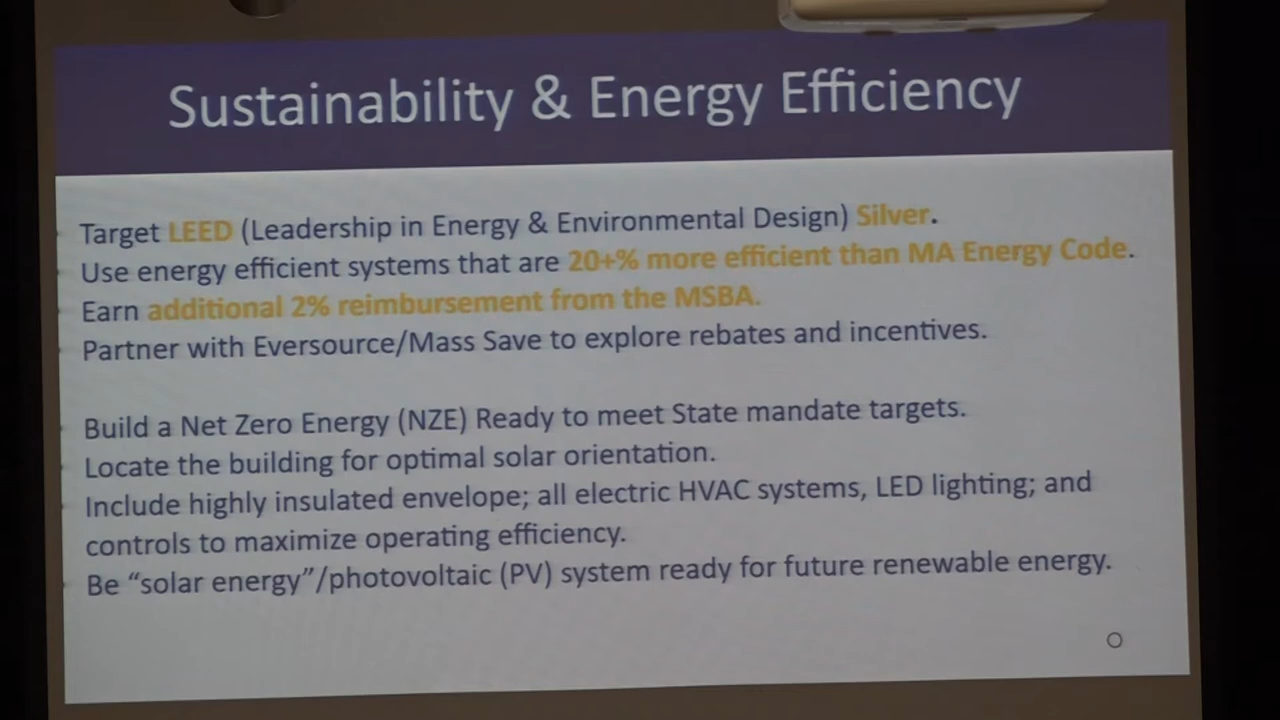 Sustainability & Energy Efficiency
Target LEED (Leadership in Energy & Environmental Design) Silver.
Use energy efficient systems that are 20+% more efficient than MA Energy Code.
Earn additional 2% reimbursement from the MSBA.
Partner with Eversource/Mass Save to explore rebates and incentives.
Build a Net Zero Energy (NZE) Ready to meet State mandate targets.
Locate the building for optimal solar orientation.
Include highly insulated envelope; all electric HVAC systems, LED lighting; and
controls to maximize operating efficiency.
Be “solar energy”/photovoltaic (PV) system ready for future renewable energy.